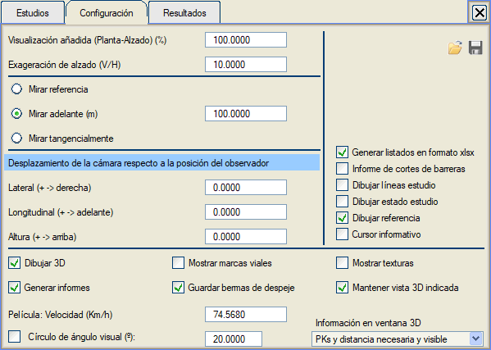 Estudios Configuración Resultados
Visualización añadida (Planta-Alzado) (%) 100.0000
Exageración de alzado (V/H) 10.0000
Mirar referencia
Mirar adelante (m) 100.0000
Mirar tangencialmente
Desplazamiento de la cámara respecto a la posición del observador
Lateral (+ -> derecha) 0.0000
Longitudinal (+ -> adelante) 0.0000
Altura (+ -> arriba) 0.0000
Generar listados en formato xlsx
Informe de cortes de barreras
Dibujar líneas estudio
Dibujar estado estudio
Dibujar referencia
Cursor informativo
Dibujar 3D Mostrar marcas viales Mostrar texturas
Generar informes Guardar bermas de despeje Mantener vista 3D indicada
Película: Velocidad (Km/h) 74.5680
Círculo de ángulo visual (º): 20.0000
Información en ventana 3D
PKs y distancia necesaria y visible